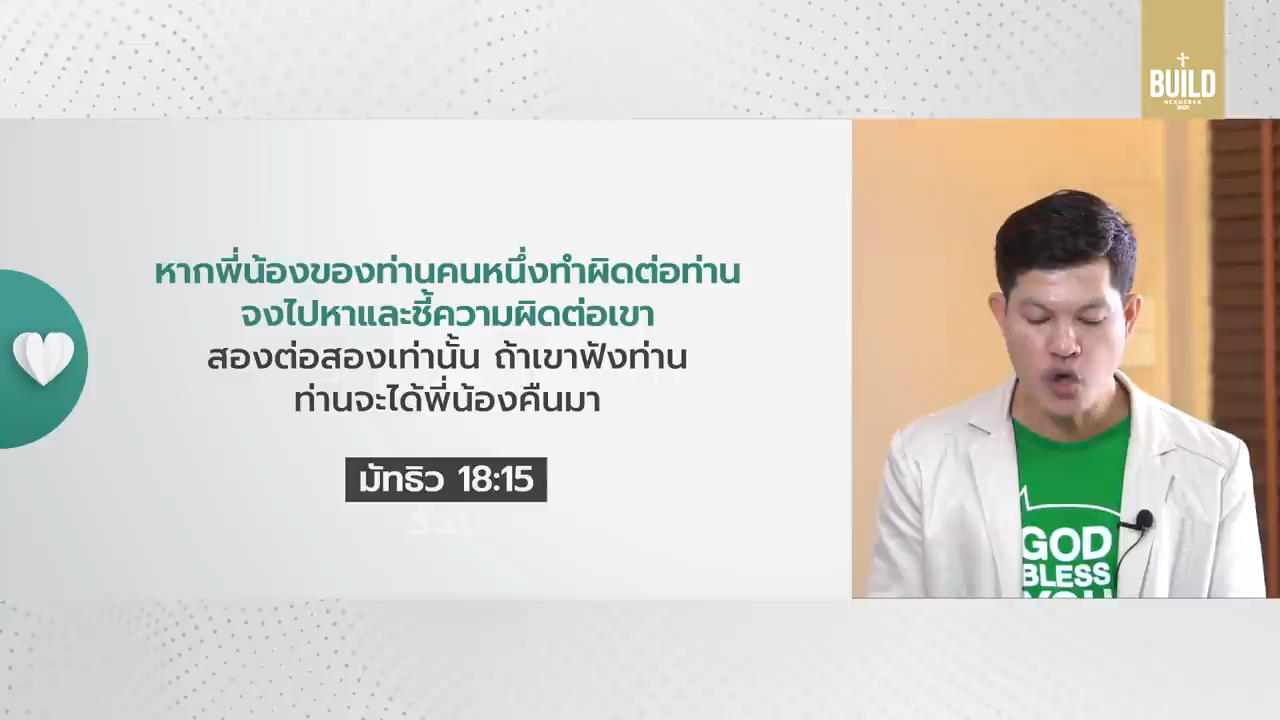 หากพี่น้องของท่านคนหนึ่งทำผิดต่อท่าน
จงไปหาและชี้ความผิดต่อเขา
สองต่อสองเท่านั้น ถ้าเขาฟังท่าน
ท่านจะได้พี่น้องคืนมา
มัทธิว 18:15
BUILD
NEXUSBKK
2021
GOD
BLESS
YOU